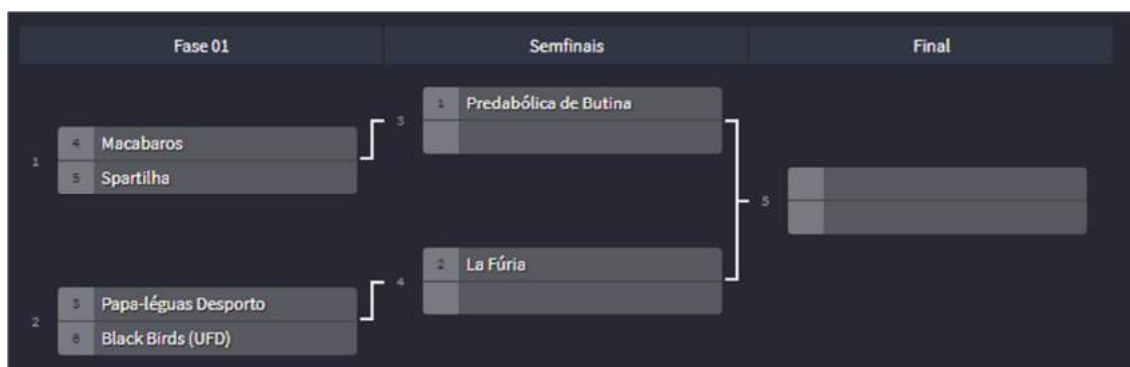 Fase 01
Semfinais
Final
1
4 Macabaros
5 Spartilha
2
3 Papa-léguas Desporto
6 Black Birds (UFD)
3
1 Predabólica de Butina
4
2 La Fúria
5